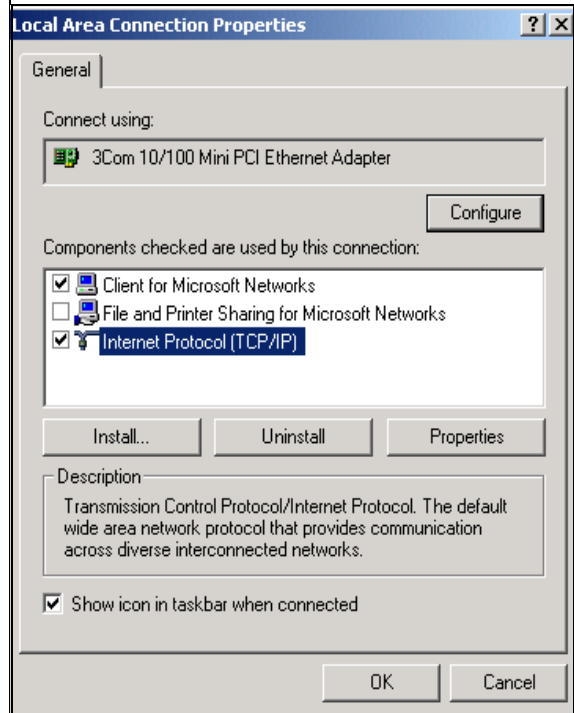 Local Area Connection Properties
General
Connect using:
3Com 10/100 Mini PCI Ethernet Adapter
Configure
Components checked are used by this connection:
Client for Microsoft Networks
File and Printer Sharing for Microsoft Networks
Internet Protocol (TCP/IP)
Install... Uninstall Properties
Description
Transmission Control Protocol/Internet Protocol. The default
wide area network protocol that provides communication
across diverse interconnected networks.
Show icon in taskbar when connected
OK Cancel